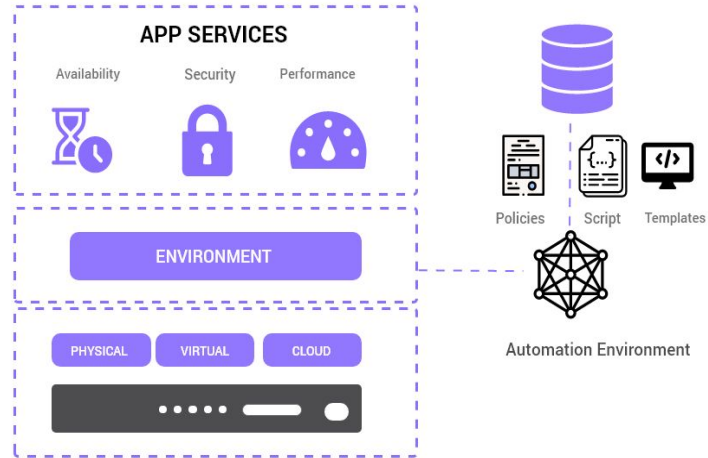 APP SERVICES
Availability
Security
Performance
ENVIRONMENT
PHYSICAL
VIRTUAL
CLOUD
{...}
</>
Policies
Script
Templates
Automation Environment